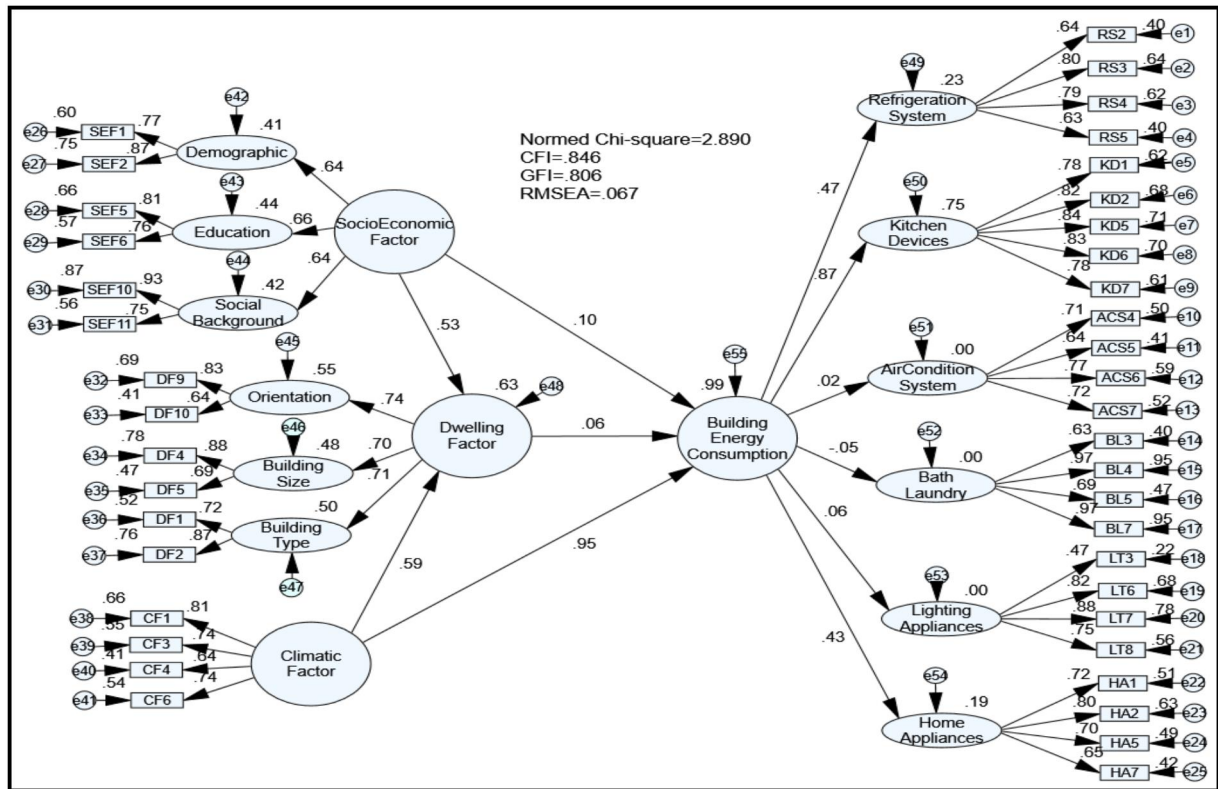 Normed Chi-square=2.890
CFI=.846
GFI=.806
RMSEA=.067
e42
.41
Demographic
.60
.77
e26
SEF1
.75
.87
e27
SEF2
.64
e43
.44
Education
.66
.81
e28
SEF5
.57
.76
e29
SEF6
.66
e44
.42
Social
Background
.87
.93
e30
SEF10
.56
.75
e31
SEF11
.64
SocioEconomic
Factor
.53
.10
e45
.55
Orientation
.69
.83
e32
DF9
.41
.64
e33
DF10
.74
e46
.48
Building
Size
.78
.88
e34
DF4
.47
.69
e35
DF5
.70
.71
.50
Building
Type
e47
.52
.72
e36
DF1
.76
.87
e37
DF2
.63
e48
Dwelling
Factor
.06
.59
.95
.66
.81
e38
CF1
.55
.74
e39
CF3
.41
.64
e40
CF4
.54
.74
e41
CF6
Climatic
Factor
e55
.99
Building
Energy
Consumption
.47
.87
.02
-.05
.06
.43
e49
.23
Refrigeration
System
.64
RS2
.40
e1
.80
RS3
.64
e2
.79
RS4
.62
e3
.63
RS5
.40
e4
e50
.75
Kitchen
Devices
.78
KD1
.62
e5
.82
KD2
.68
e6
.84
KD5
.71
e7
.83
KD6
.70
e8
.78
KD7
.61
e9
e51
.00
AirCondition
System
.71
ACS4
.50
e10
.64
ACS5
.41
e11
.77
ACS6
.59
e12
.72
ACS7
.52
e13
e52
.00
Bath
Laundry
.63
BL3
.40
e14
.97
BL4
.95
e15
.69
BL5
.47
e16
.97
BL7
.95
e17
e53
.00
Lighting
Appliances
.47
LT3
.22
e18
.82
LT6
.68
e19
.88
LT7
.78
e20
.75
LT8
.56
e21
e54
.19
Home
Appliances
.72
HA1
.51
e22
.80
HA2
.63
e23
.70
HA5
.49
e24
.65
HA7
.42
e25